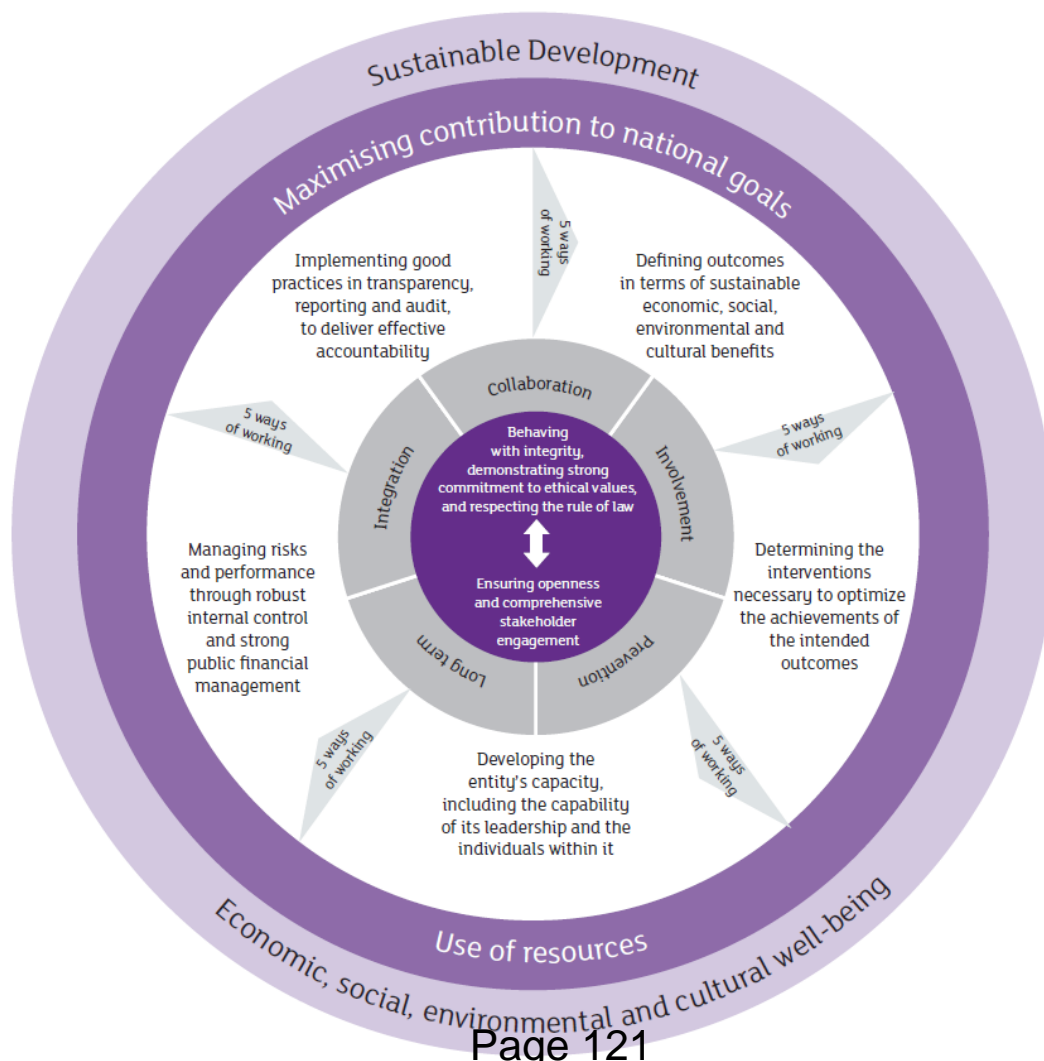 Sustainable Development
Maximising contribution to national goals
5 ways
of working
Implementing good
practices in transparency,
reporting and audit,
to deliver effective
accountability
Defining outcomes
in terms of sustainable
economic, social,
environmental and
cultural benefits
Collaboration
5 ways
of working
5 ways
of working
Integration
Involvement
Behaving
with integrity,
demonstrating strong
commitment to ethical values,
and respecting the rule of law
Ensuring openness
and comprehensive
stakeholder
engagement
Managing risks
and performance
through robust
internal control
and strong
public financial
management
Determining the
interventions
necessary to optimize
the achievements of
the intended
outcomes
Long term
Prevention
5 ways
of working
5 ways
of working
Developing the
entity's capacity,
including the capability
of its leadership and the
individuals within it
Use of resources
Economic, social, environmental and cultural well-being
Page 121